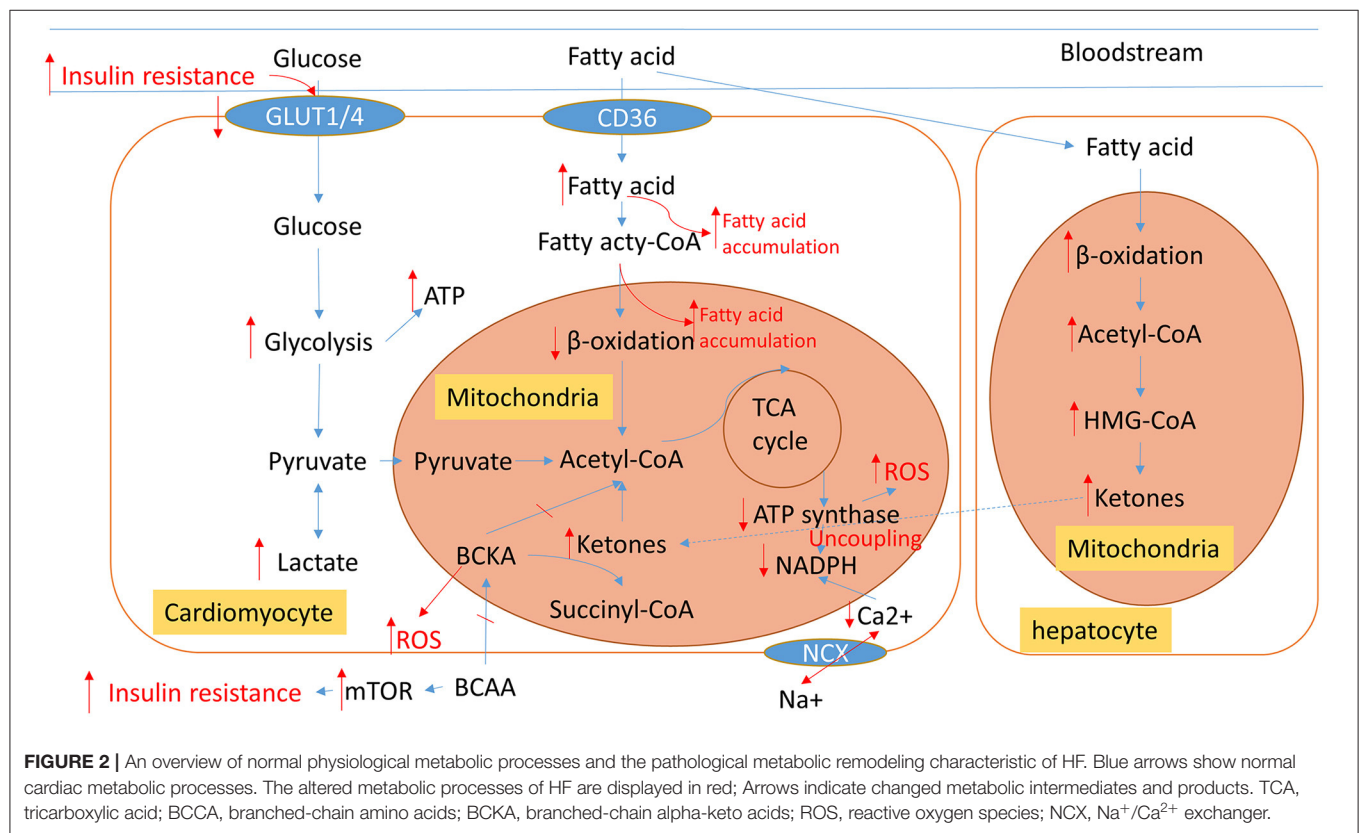 Glucose
Fatty acid
Bloodstream
Insulin resistance
GLUT1/4
CD36
Fatty acid
Fatty acid
Glucose
Fatty acid
accumulation
Fatty acty-CoA
β-oxidation
ATP
Glycolysis
Fatty acid
accumulation
β-oxidation
Acetyl-CoA
Mitochondria
TCA
cycle
HMG-CoA
Pyruvate
Pyruvate
Acetyl-CoA
ROS
Ketones
ATP synthase
Uncoupling
Mitochondria
Lactate
BCKA
Ketones
NADPH
Cardiomyocyte
Succinyl-CoA
Ca2+
hepatocyte
ROS
NCX
Insulin resistance
mTOR
BCAA
Na+
FIGURE 2 | An overview of normal physiological metabolic processes and the pathological metabolic remodeling characteristic of HF. Blue arrows show normal
cardiac metabolic processes. The altered metabolic processes of HF are displayed in red; Arrows indicate changed metabolic intermediates and products. TCA,
tricarboxylic acid; BCCA, branched-chain amino acids; BCKA, branched-chain alpha-keto acids; ROS, reactive oxygen species; NCX, Na⁺/Ca²⁺ exchanger.